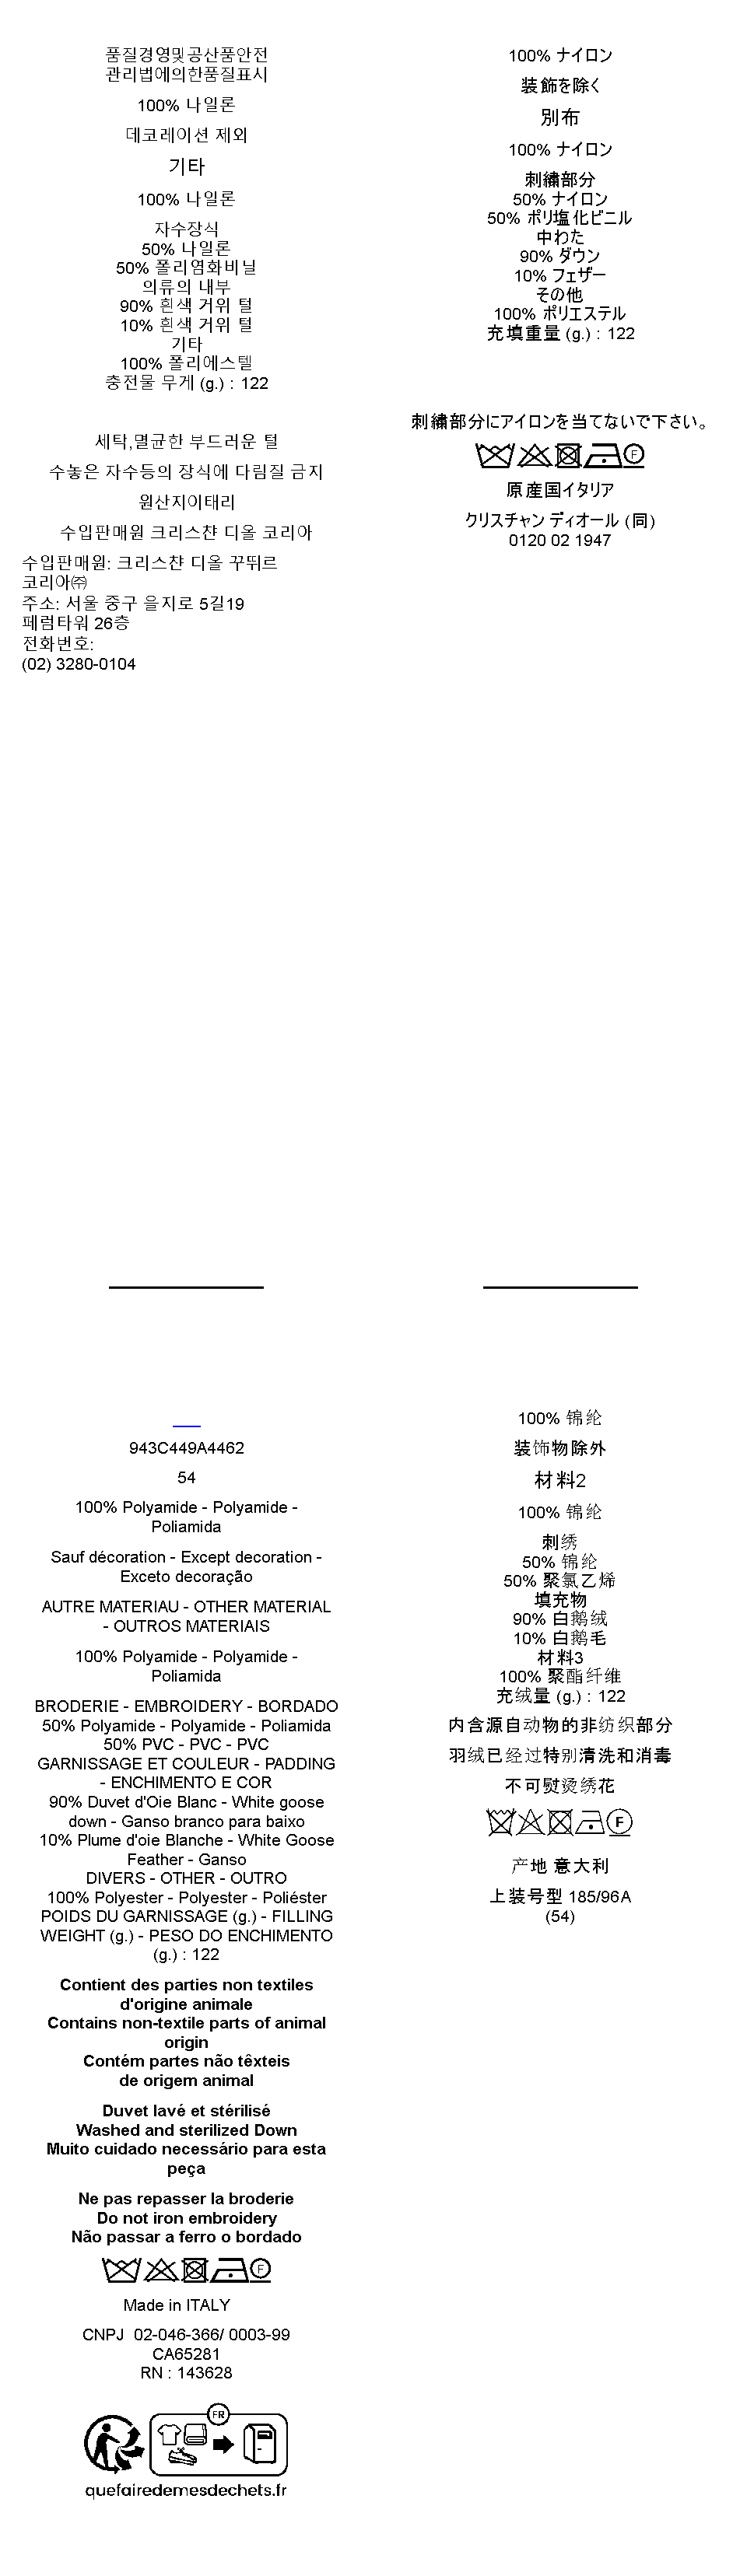 품질경영및공산품안전
관리법에의한품질표시
100% 나일론
데코레이션 제외
기타
100% 나일론
자수장식
50% 나일론
50% 폴리염화비닐
의류의 내부
90% 흰색 거위 털
10% 흰색 거위 털
기타
100% 폴리에스텔
충전물 무게 (g.) : 122
세탁,멸균한 부드러운 털
수놓은 자수등의 장식에 다림질 금지
원산지이태리
수입판매원 크리스챤 디올 코리아
수입판매원: 크리스챤 디올 꾸뛰르
코리아㈜
주소: 서울 중구 을지로 5길19
페럼타워 26층
전화번호:
(02) 3280-0104
100% ナイロン
装飾を除く
別布
100% ナイロン
刺繍部分
50% ナイロン
50% ポリ塩化ビニル
中わた
90% ダウン
10% フェザー
その他
100% ポリエステル
充填重量 (g.) : 122
刺繍部分にアイロンを当てないで下さい。
F
原産国イタリア
クリスチャン ディオール (同)
0120 02 1947
943C449A4462
54
100% Polyamide - Polyamide -
Poliamida
Sauf décoration - Except decoration -
Exceto decoração
AUTRE MATERIAU - OTHER MATERIAL
- OUTROS MATERIAIS
100% Polyamide - Polyamide -
Poliamida
BRODERIE - EMBROIDERY - BORDADO
50% Polyamide - Polyamide - Poliamida
50% PVC - PVC - PVC
GARNISSAGE ET COULEUR - PADDING
- ENCHIMENTO E COR
90% Duvet d'Oie Blanc - White goose
down - Ganso branco para baixo
10% Plume d'oie Blanche - White Goose
Feather - Ganso
DIVERS - OTHER - OUTRO
100% Polyester - Polyester - Poliéster
POIDS DU GARNISSAGE (g.) - FILLING
WEIGHT (g.) - PESO DO ENCHIMENTO
(g.) : 122
Contient des parties non textiles
d'origine animale
Contains non-textile parts of animal
origin
Contém partes não têxteis
de origem animal
Duvet lavé et stérilisé
Washed and sterilized Down
Muito cuidado necessário para esta
peça
Ne pas repasser la broderie
Do not iron embroidery
Não passar a ferro o bordado
F
Made in ITALY
CNPJ 02-046-366/ 0003-99
CA65281
RN : 143628
FR
quefairedemesdechets.fr
100% 锦纶
装饰物除外
材料2
100% 锦纶
刺绣
50% 锦纶
50% 聚氯乙烯
填充物
90% 白鹅绒
10% 白鹅毛
材料3
100% 聚酯纤维
充绒量 (g.) : 122
内含源自动物的非纺织部分
羽绒已经过特别清洗和消毒
不可熨烫绣花
F
产地 意大利
上装号型 185/96A
(54)